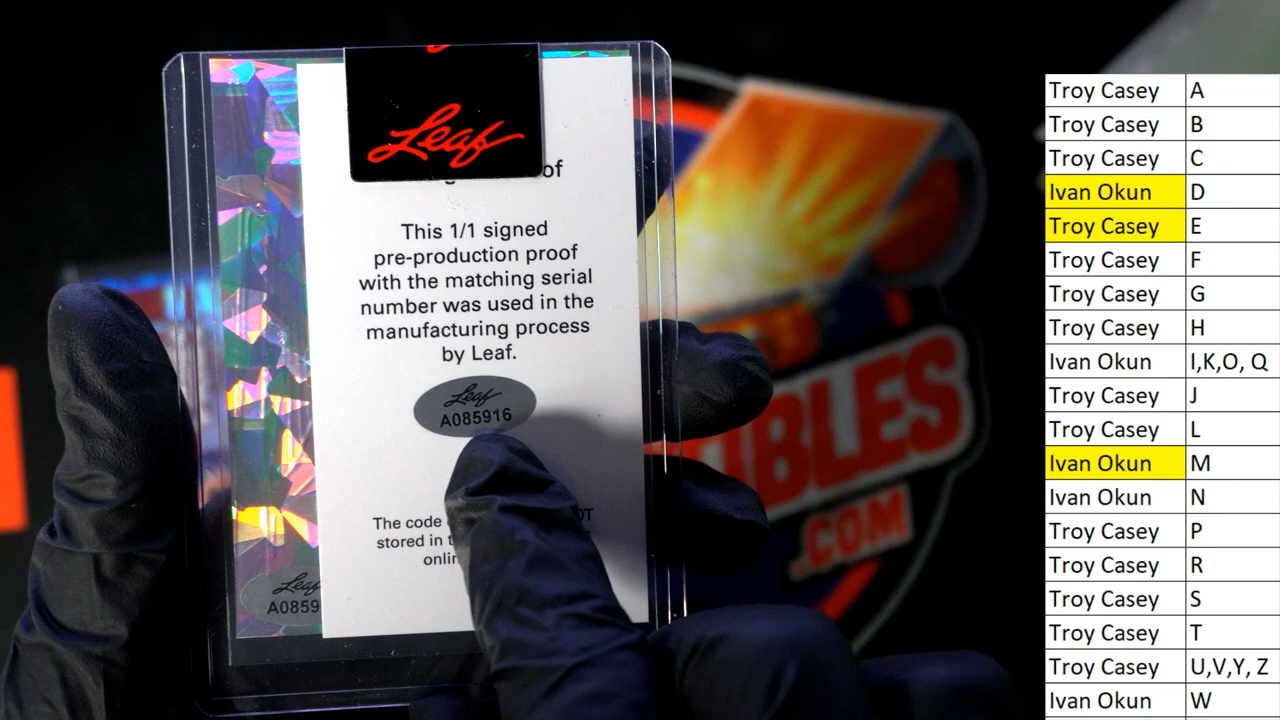 Leaf
of
This 1/1 signed
pre-production proof
with the matching serial
number was used in the
manufacturing process
by Leaf.
Leaf
A085916
The code
stored in
Leaf
A0859
IBLES
.COM
Troy Casey A
Troy Casey B
Troy Casey C
Ivan Okun D
Troy Casey E
Troy Casey F
Troy Casey G
Troy Casey H
Ivan Okun I,K,O, Q
Troy Casey J
Troy Casey L
Ivan Okun M
Ivan Okun N
Troy Casey P
Troy Casey R
Troy Casey S
Troy Casey T
Troy Casey U,V,Y, Z
Ivan Okun W